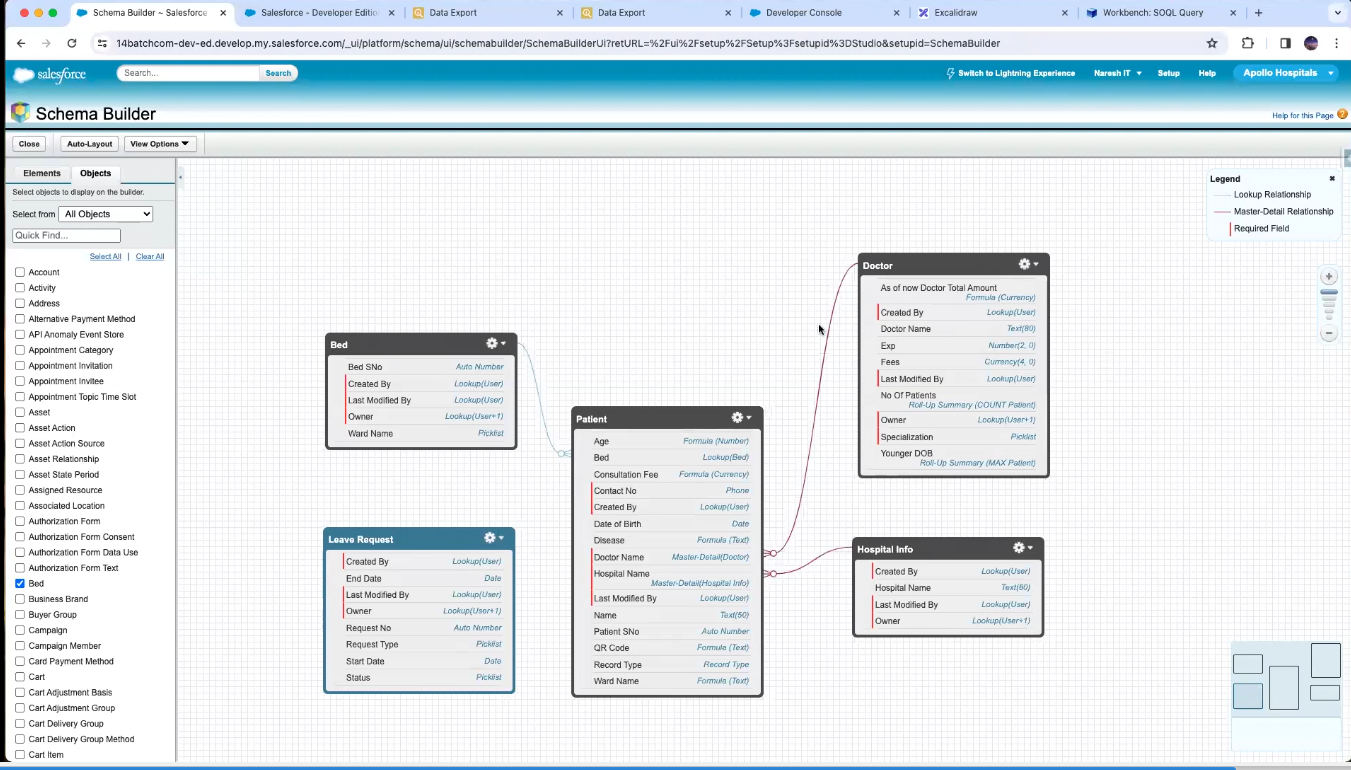 Schema Builder ~ Salesforce
Salesforce - Developer Editio
Data Export
Data Export
Developer Console
Excalidraw
Workbench: SOQL Query
14batchcom-dev-ed.develop.my.salesforce.com/_ui/platform/schema/ui/schemabuilder/SchemaBuilderUi?retURL=%2Fui%2Fsetup%2FSetup%3Fsetupid%3DStudio&setupid=SchemaBuilder
salesforce
Search...
Search
Switch to Lightning Experience
Naresh IT
Setup
Help
Apollo Hospitals
Schema Builder
Help for this Page
Close
Auto-Layout
View Options
Elements
Objects
Select objects to display on the builder.
Select from All Objects
Quick Find...
Select All | Clear All
Account
Activity
Address
Alternative Payment Method
API Anomaly Event Store
Appointment Category
Appointment Invitation
Appointment Invitee
Appointment Topic Time Slot
Asset
Asset Action
Asset Action Source
Asset Relationship
Asset State Period
Assigned Resource
Associated Location
Authorization Form
Authorization Form Consent
Authorization Form Data Use
Authorization Form Text
Bed
Business Brand
Buyer Group
Campaign
Campaign Member
Card Payment Method
Cart
Cart Adjustment Basis
Cart Adjustment Group
Cart Delivery Group
Cart Delivery Group Method
Cart Item
Bed
Bed SNo Auto Number
Created By Lookup(User)
Last Modified By Lookup(User)
Owner Lookup(User+1)
Ward Name Picklist
Leave Request
Created By Lookup(User)
End Date Date
Last Modified By Lookup(User)
Owner Lookup(User+1)
Request No Auto Number
Request Type Picklist
Start Date Date
Status Picklist
Patient
Age Formula (Number)
Bed Lookup(Bed)
Consultation Fee Formula (Currency)
Contact No Phone
Created By Lookup(User)
Date of Birth Date
Disease Formula (Text)
Doctor Name Master-Detail(Doctor)
Hospital Name
Master-Detail(Hospital Info)
Last Modified By Lookup(User)
Name Text(50)
Patient SNo Auto Number
QR Code Formula (Text)
Record Type Record Type
Ward Name Formula (Text)
Doctor
As of now Doctor Total Amount
Formula (Currency)
Created By Lookup(User)
Doctor Name Text(80)
Exp Number(2, 0)
Fees Currency(4, 0)
Last Modified By Lookup(User)
No Of Patients
Roll-Up Summary (COUNT Patient)
Owner Lookup(User+1)
Specialization Picklist
Younger DOB
Roll-Up Summary (MAX Patient)
Hospital Info
Created By Lookup(User)
Hospital Name Text(80)
Last Modified By Lookup(User)
Owner Lookup(User+1)
Legend
Lookup Relationship
Master-Detail Relationship
Required Field